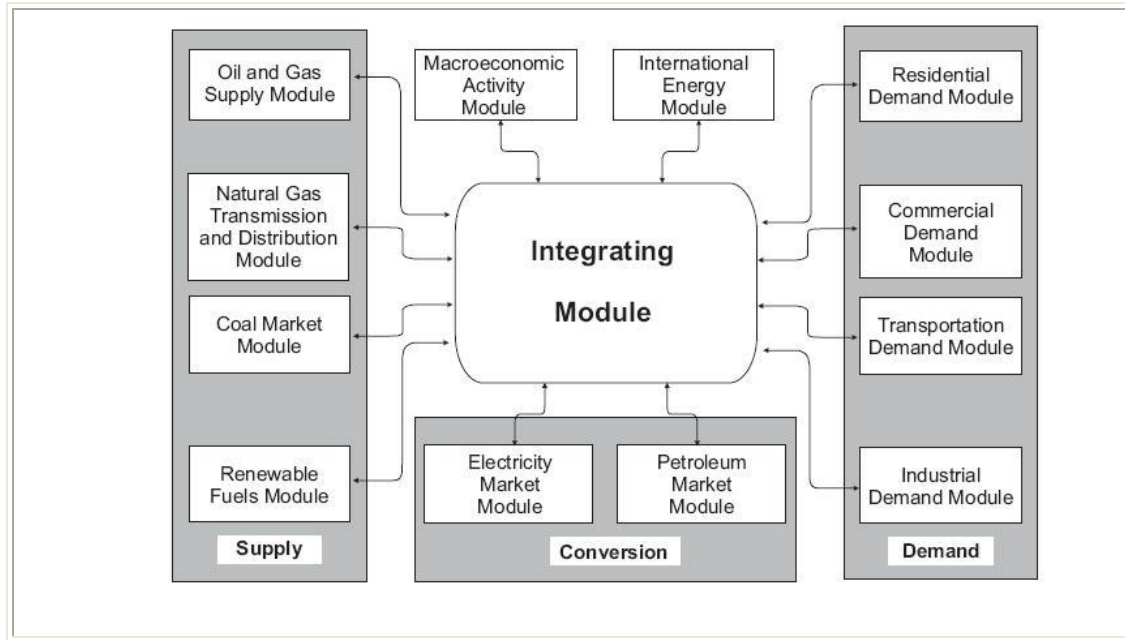 Oil and Gas
Supply Module
Natural Gas
Transmission
and Distribution
Module
Coal Market
Module
Renewable
Fuels Module
Supply
Macroeconomic
Activity
Module
International
Energy
Module
Integrating
Module
Electricity
Market
Module
Petroleum
Market
Module
Conversion
Residential
Demand Module
Commercial
Demand
Module
Transportation
Demand Module
Industrial
Demand Module
Demand